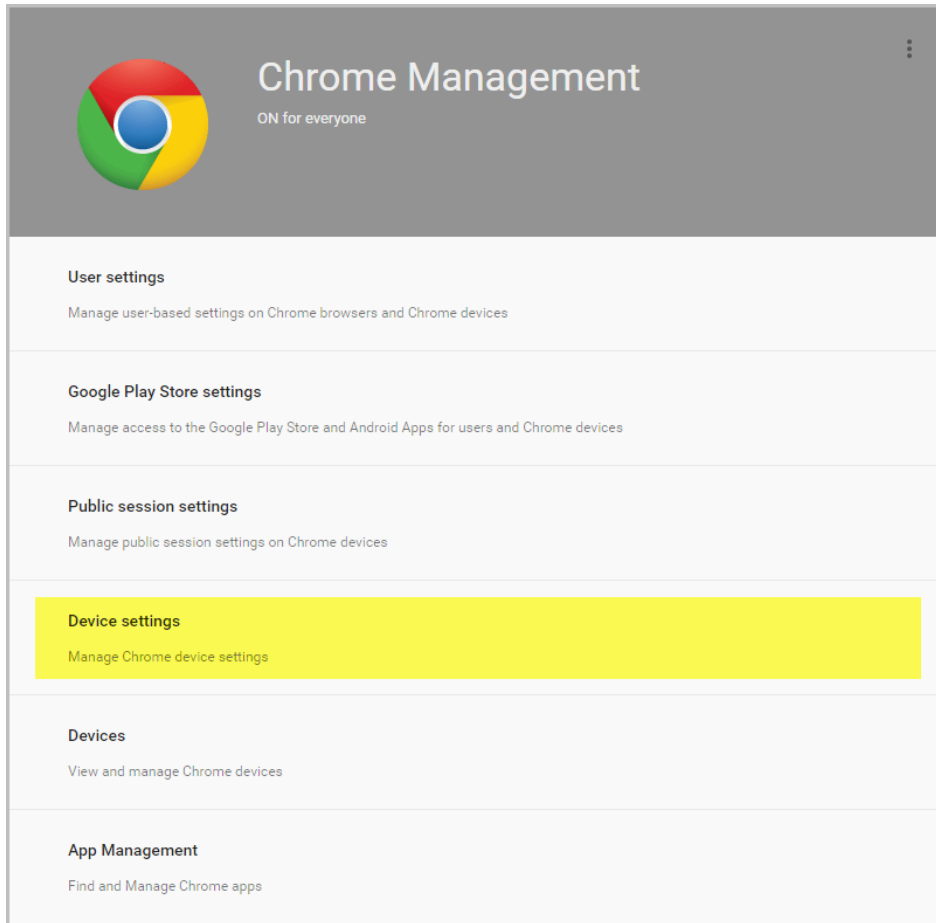 Chrome Management
ON for everyone
User settings
Manage user-based settings on Chrome browsers and Chrome devices
Google Play Store settings
Manage access to the Google Play Store and Android Apps for users and Chrome devices
Public session settings
Manage public session settings on Chrome devices
Device settings
Manage Chrome device settings
Devices
View and manage Chrome devices
App Management
Find and Manage Chrome apps